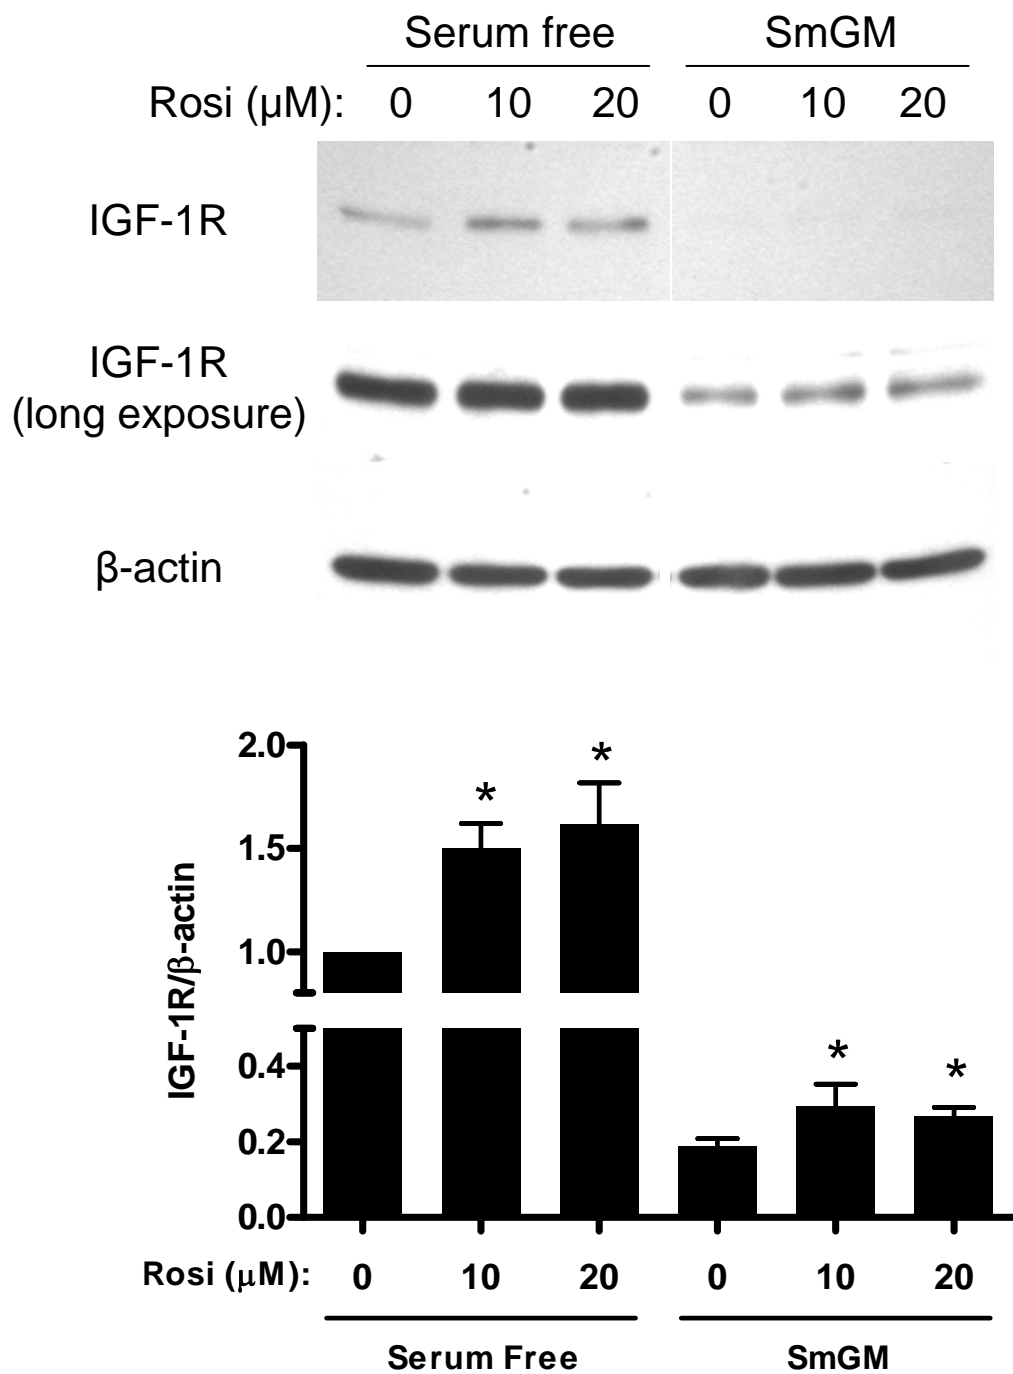 Serum free SmGM
Rosi (μM): 0 10 20 0 10 20
IGF-1R
IGF-1R
(long exposure)
β-actin
2.0
* *
1.5
1.0
IGF-1R/β-actin
0.4
* *
0.2
0.0
Rosi (μM): 0 10 20 0 10 20
Serum Free SmGM